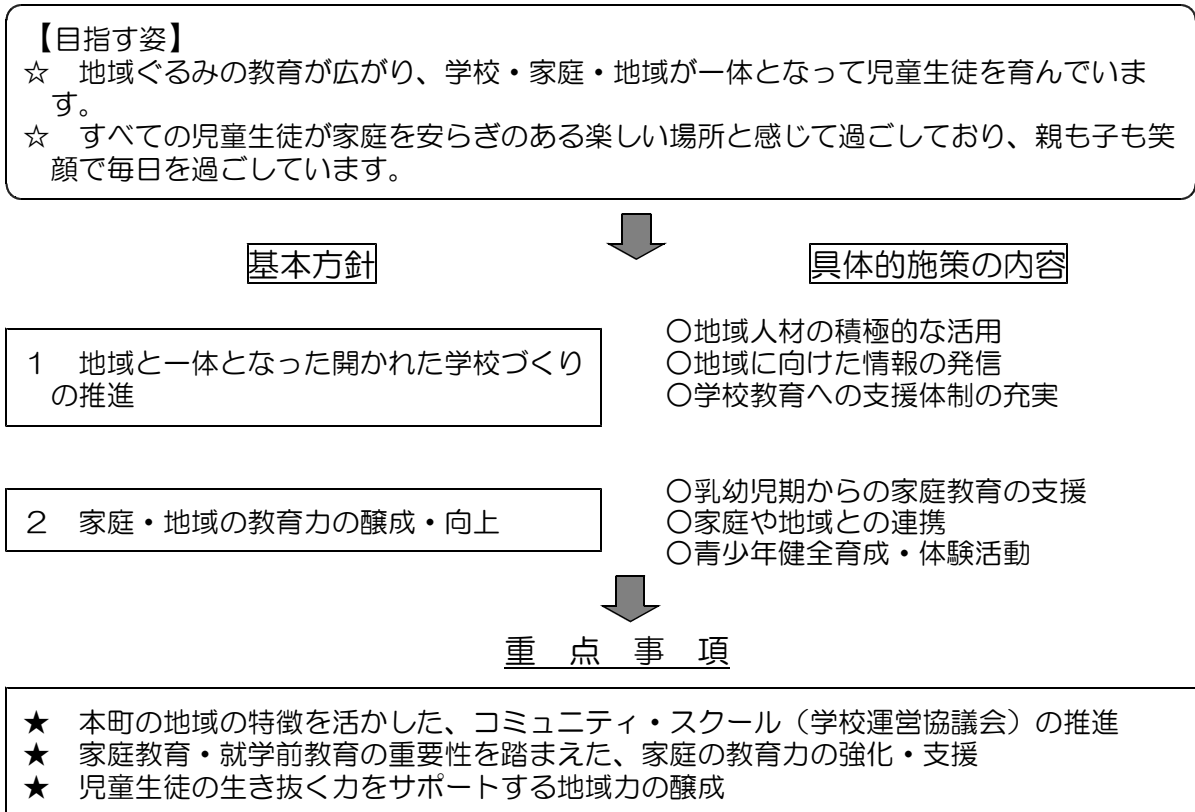 【目指す姿】
☆　地域ぐるみの教育が広がり、学校・家庭・地域が一体となって児童生徒を育んでいま
す。
☆　すべての児童生徒が家庭を安らぎのある楽しい場所と感じて過ごしており、親も子も笑
顔で毎日を過ごしています。
基本方針
具体的施策の内容
１　地域と一体となった開かれた学校づくり
の推進
○地域人材の積極的な活用
○地域に向けた情報の発信
○学校教育への支援体制の充実
２　家庭・地域の教育力の醸成・向上
○乳幼児期からの家庭教育の支援
○家庭や地域との連携
○青少年健全育成・体験活動
重　点　事　項
★　本町の地域の特徴を活かした、コミュニティ・スクール（学校運営協議会）の推進
★　家庭教育・就学前教育の重要性を踏まえた、家庭の教育力の強化・支援
★　児童生徒の生き抜く力をサポートする地域力の醸成